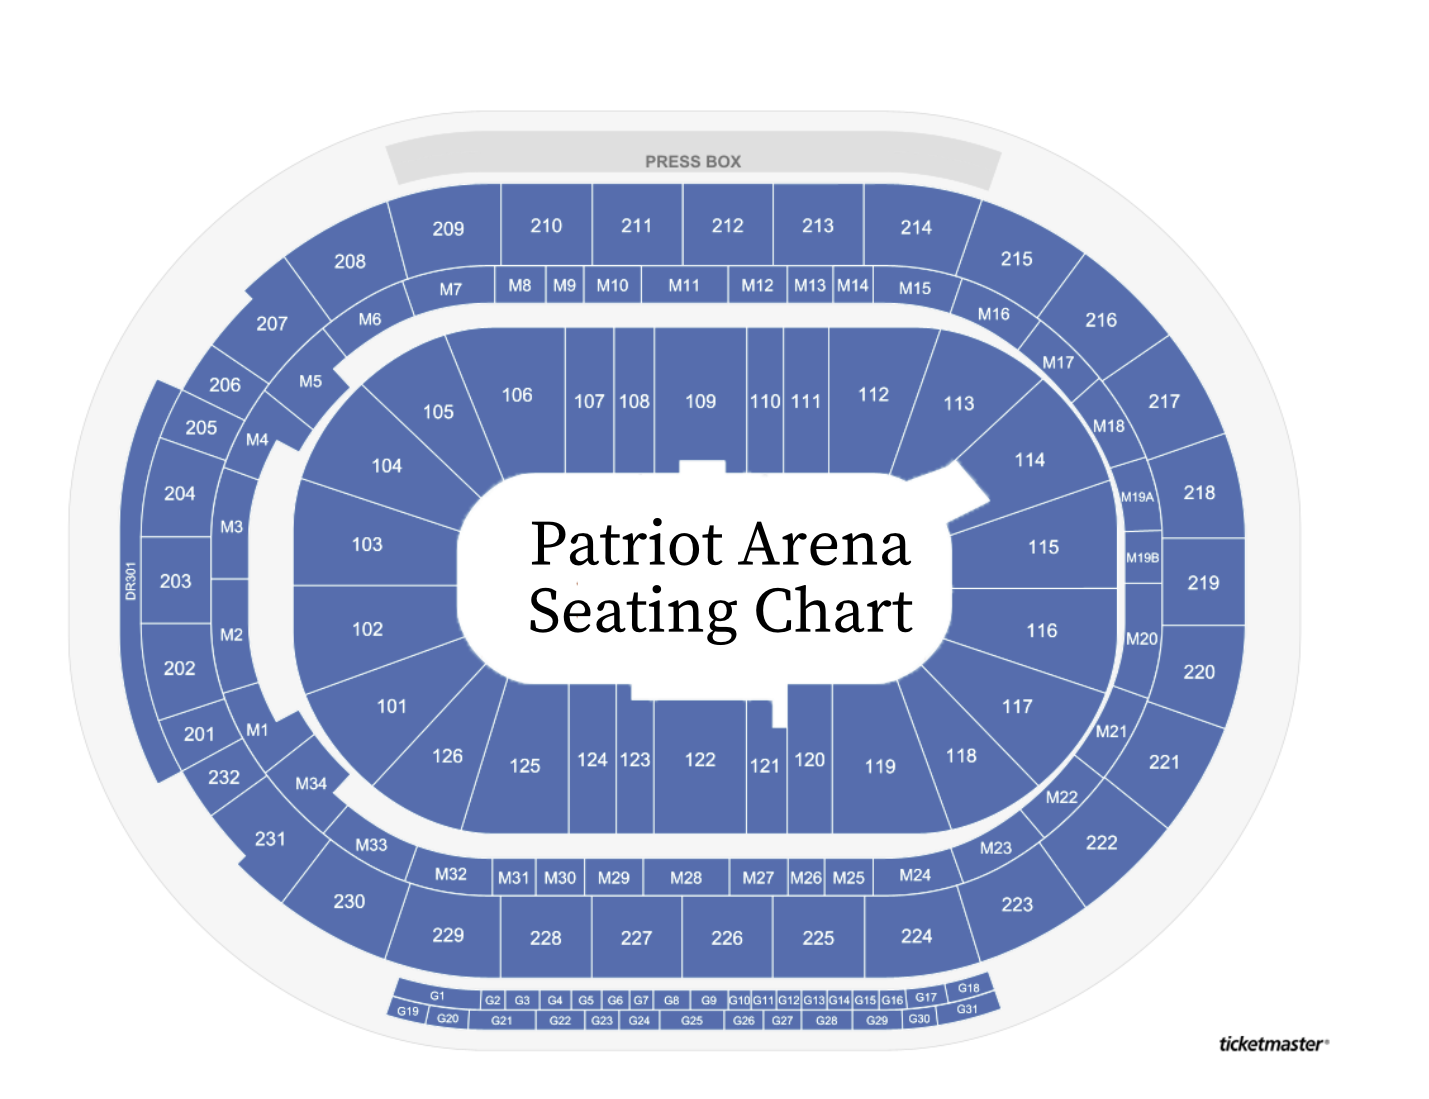 PRESS BOX
209 210 211 212 213 214
208 215
M7 M8 M9 M10 M11 M12 M13 M14 M15
207 M6 M16 216
206 M5 M17
205 M4 106 107 108 109 110 111 112 M18 217
105 113
204 104 114 M19A 218
M3
103 115 M19B
DR301 203 219
102 116
M2 M20
202 220
101 117
201 M1 M21
126 125 124 123 122 121 120 119 118 221
232 M34 M22
231 M33 M23 222
M32 M31 M30 M29 M28 M27 M26 M25 M24
230 223
229 228 227 226 225 224
G1 G2 G3 G4 G5 G6 G7 G8 G9 G10 G11 G12 G13 G14 G15 G16 G17 G18
G19 G20 G21 G22 G23 G24 G25 G26 G27 G28 G29 G30 G31
Patriot Arena
Seating Chart
ticketmaster®